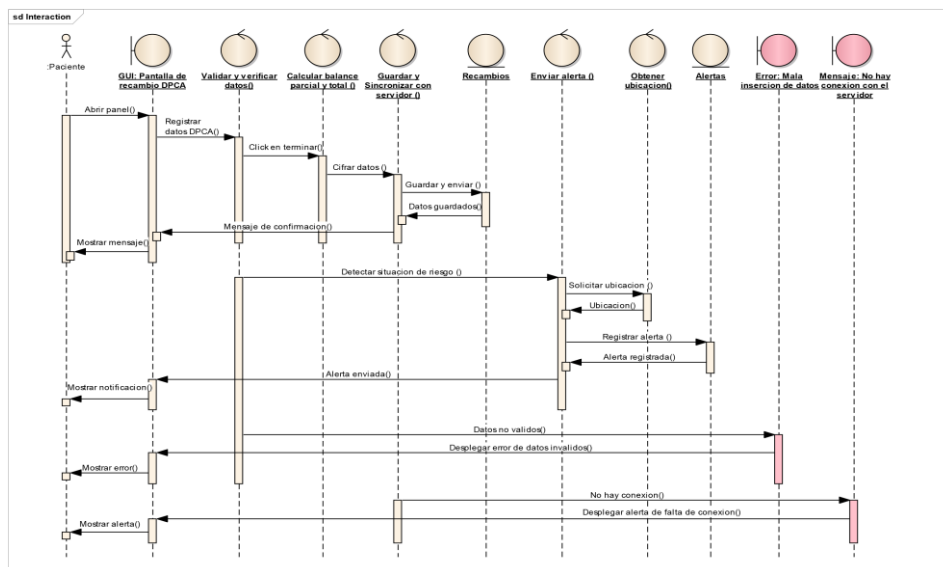 sd Interaction
:Paciente
GUI: Pantalla de
recambio DPCA
Validar y verificar
datos()
Calcular balance
parcial y total ()
Guardar y
Sincronizar con
servidor ()
Recambios
Enviar alerta ()
Obtener
ubicacion()
Alertas
Error: Mala
insercion de datos
Mensaje: No hay
conexion con el
servidor
Abrir panel()
Registrar
datos DPCA()
Click en terminar()
Cifrar datos ()
Guardar y enviar ()
Datos guardados()
Mensaje de confirmacion()
Mostrar mensaje()
Detectar situacion de riesgo ()
Solicitar ubicacion ()
Ubicacion()
Registrar alerta ()
Alerta registrada()
Alerta enviada()
Mostrar notificacion()
Datos no validos()
Desplegar error de datos invalidos()
Mostrar error()
No hay conexion()
Desplegar alerta de falta de conexion()
Mostrar alerta()